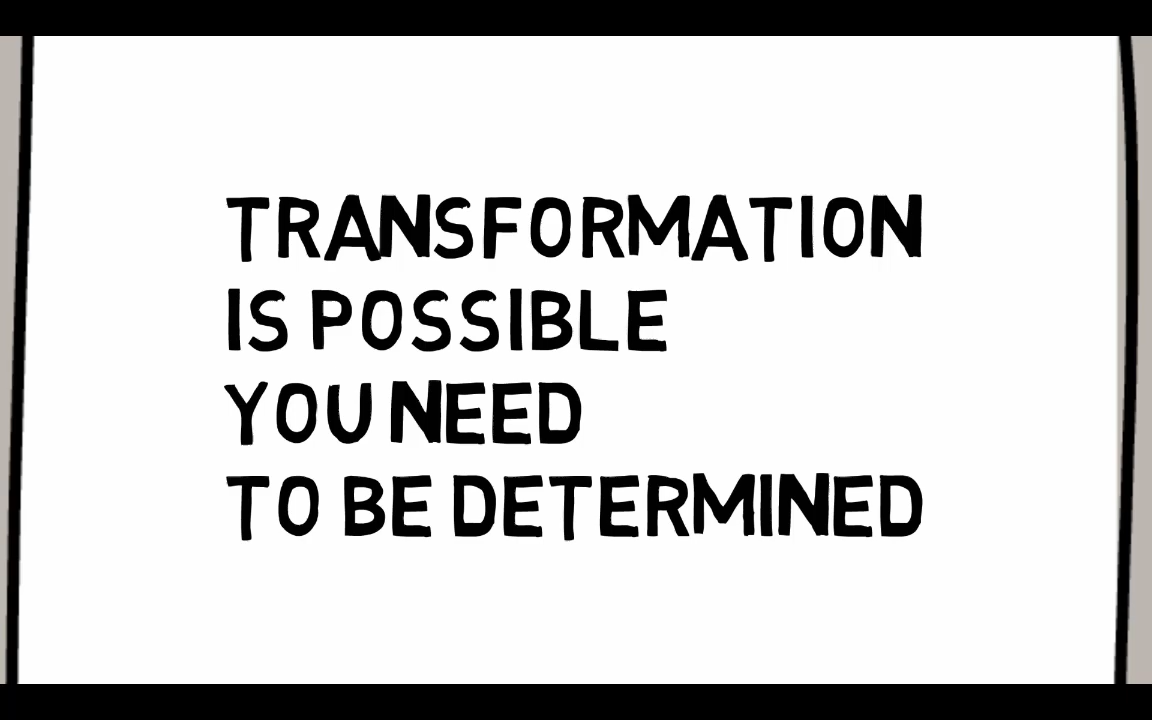 TRANSFORMATION
IS POSSIBLE
YOU NEED
TO BE DETERMINED